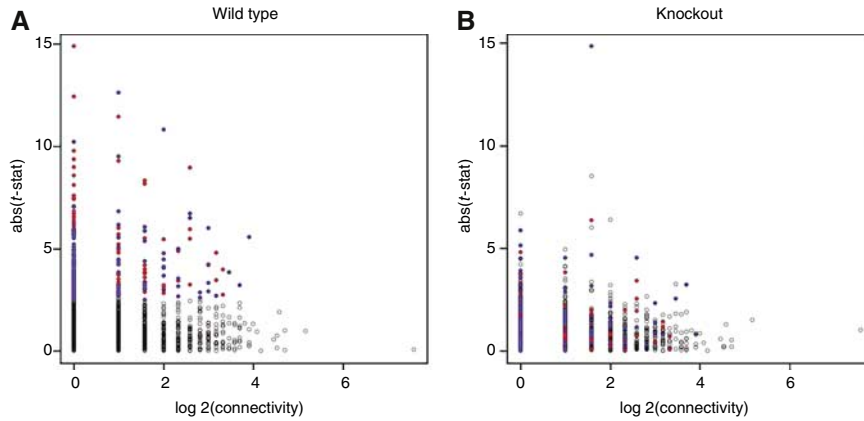 A
Wild type
15
10
5
0
abs(t-stat)
0 2 4 6
log 2(connectivity)
B
Knockout
15
10
5
0
abs(t-stat)
0 2 4 6
log 2(connectivity)